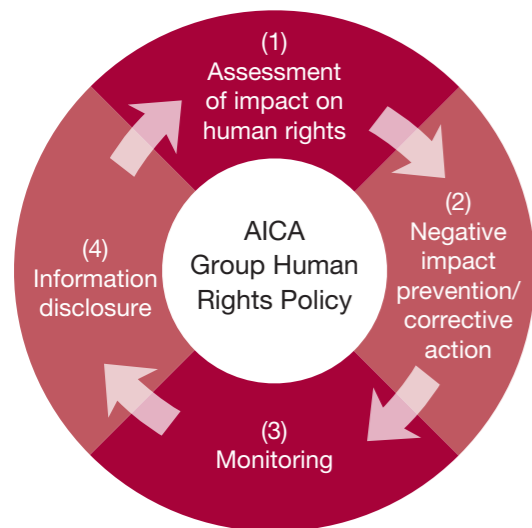 (1)
Assessment
of impact on
human rights
(2)
Negative
impact
prevention/
corrective
action
(3)
Monitoring
(4)
Information
disclosure
AICA
Group Human
Rights Policy